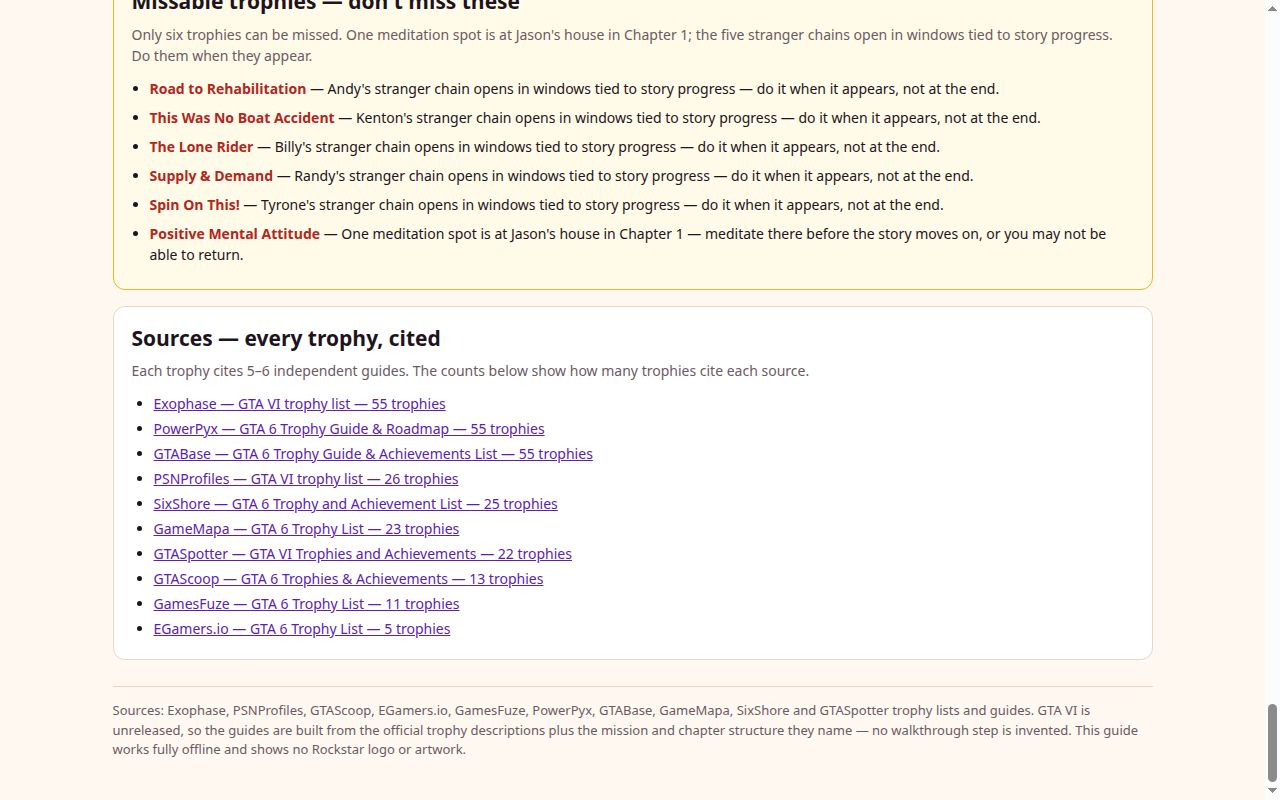 Missable trophies — don't miss these
Only six trophies can be missed. One meditation spot is at Jason's house in Chapter 1; the five stranger chains open in windows tied to story progress.
Do them when they appear.
Road to Rehabilitation — Andy's stranger chain opens in windows tied to story progress — do it when it appears, not at the end.
This Was No Boat Accident — Kenton's stranger chain opens in windows tied to story progress — do it when it appears, not at the end.
The Lone Rider — Billy's stranger chain opens in windows tied to story progress — do it when it appears, not at the end.
Supply & Demand — Randy's stranger chain opens in windows tied to story progress — do it when it appears, not at the end.
Spin On This! — Tyrone's stranger chain opens in windows tied to story progress — do it when it appears, not at the end.
Positive Mental Attitude — One meditation spot is at Jason's house in Chapter 1 — meditate there before the story moves on, or you may not be
able to return.
Sources — every trophy, cited
Each trophy cites 5–6 independent guides. The counts below show how many trophies cite each source.
Exophase — GTA VI trophy list — 55 trophies
PowerPyx — GTA 6 Trophy Guide & Roadmap — 55 trophies
GTABase — GTA 6 Trophy Guide & Achievements List — 55 trophies
PSNProfiles — GTA VI trophy list — 26 trophies
SixShore — GTA 6 Trophy and Achievement List — 25 trophies
GameMapa — GTA 6 Trophy List — 23 trophies
GTASpotter — GTA VI Trophies and Achievements — 22 trophies
GTAScoop — GTA 6 Trophies & Achievements — 13 trophies
GamesFuze — GTA 6 Trophy List — 11 trophies
EGamers.io — GTA 6 Trophy List — 5 trophies
Sources: Exophase, PSNProfiles, GTAScoop, EGamers.io, GamesFuze, PowerPyx, GTABase, GameMapa, SixShore and GTASpotter trophy lists and guides. GTA VI is
unreleased, so the guides are built from the official trophy descriptions plus the mission and chapter structure they name — no walkthrough step is invented. This guide
works fully offline and shows no Rockstar logo or artwork.